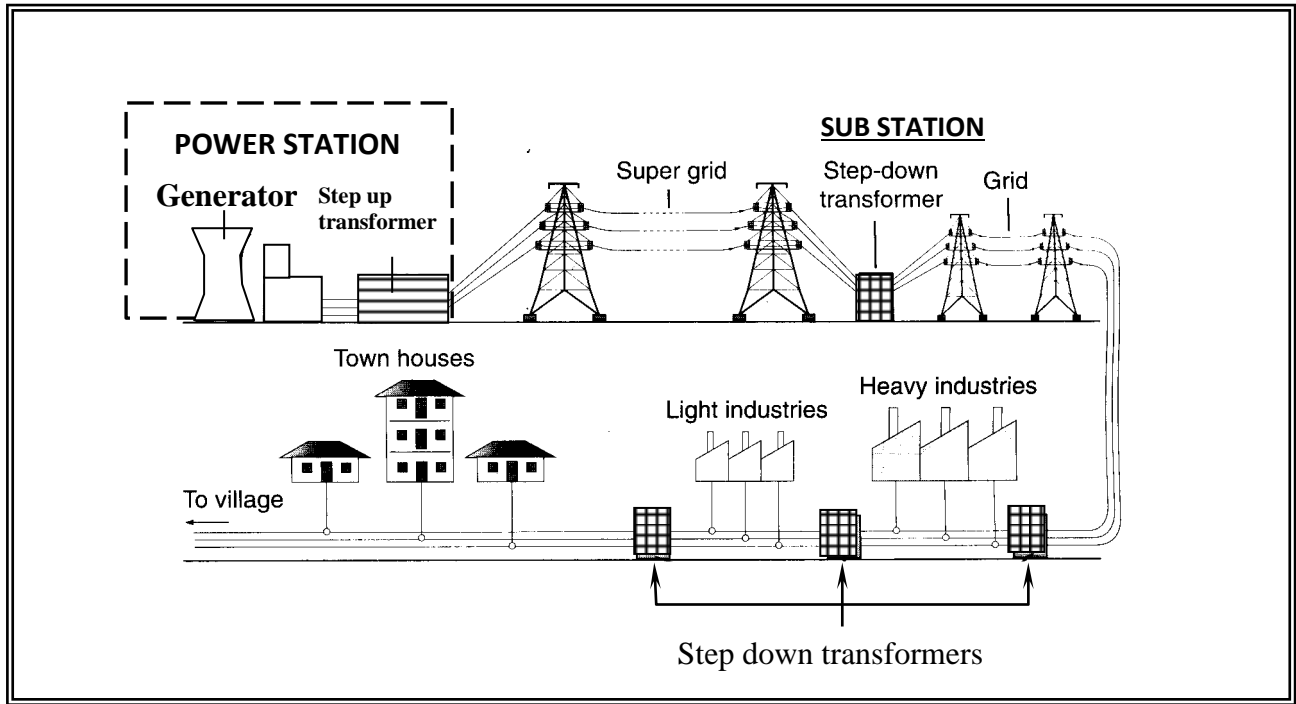 POWER STATION
Generator
Step up
transformer
Super grid
SUB STATION
Step-down
transformer
Grid
Town houses
Light industries
Heavy industries
To village
Step down transformers